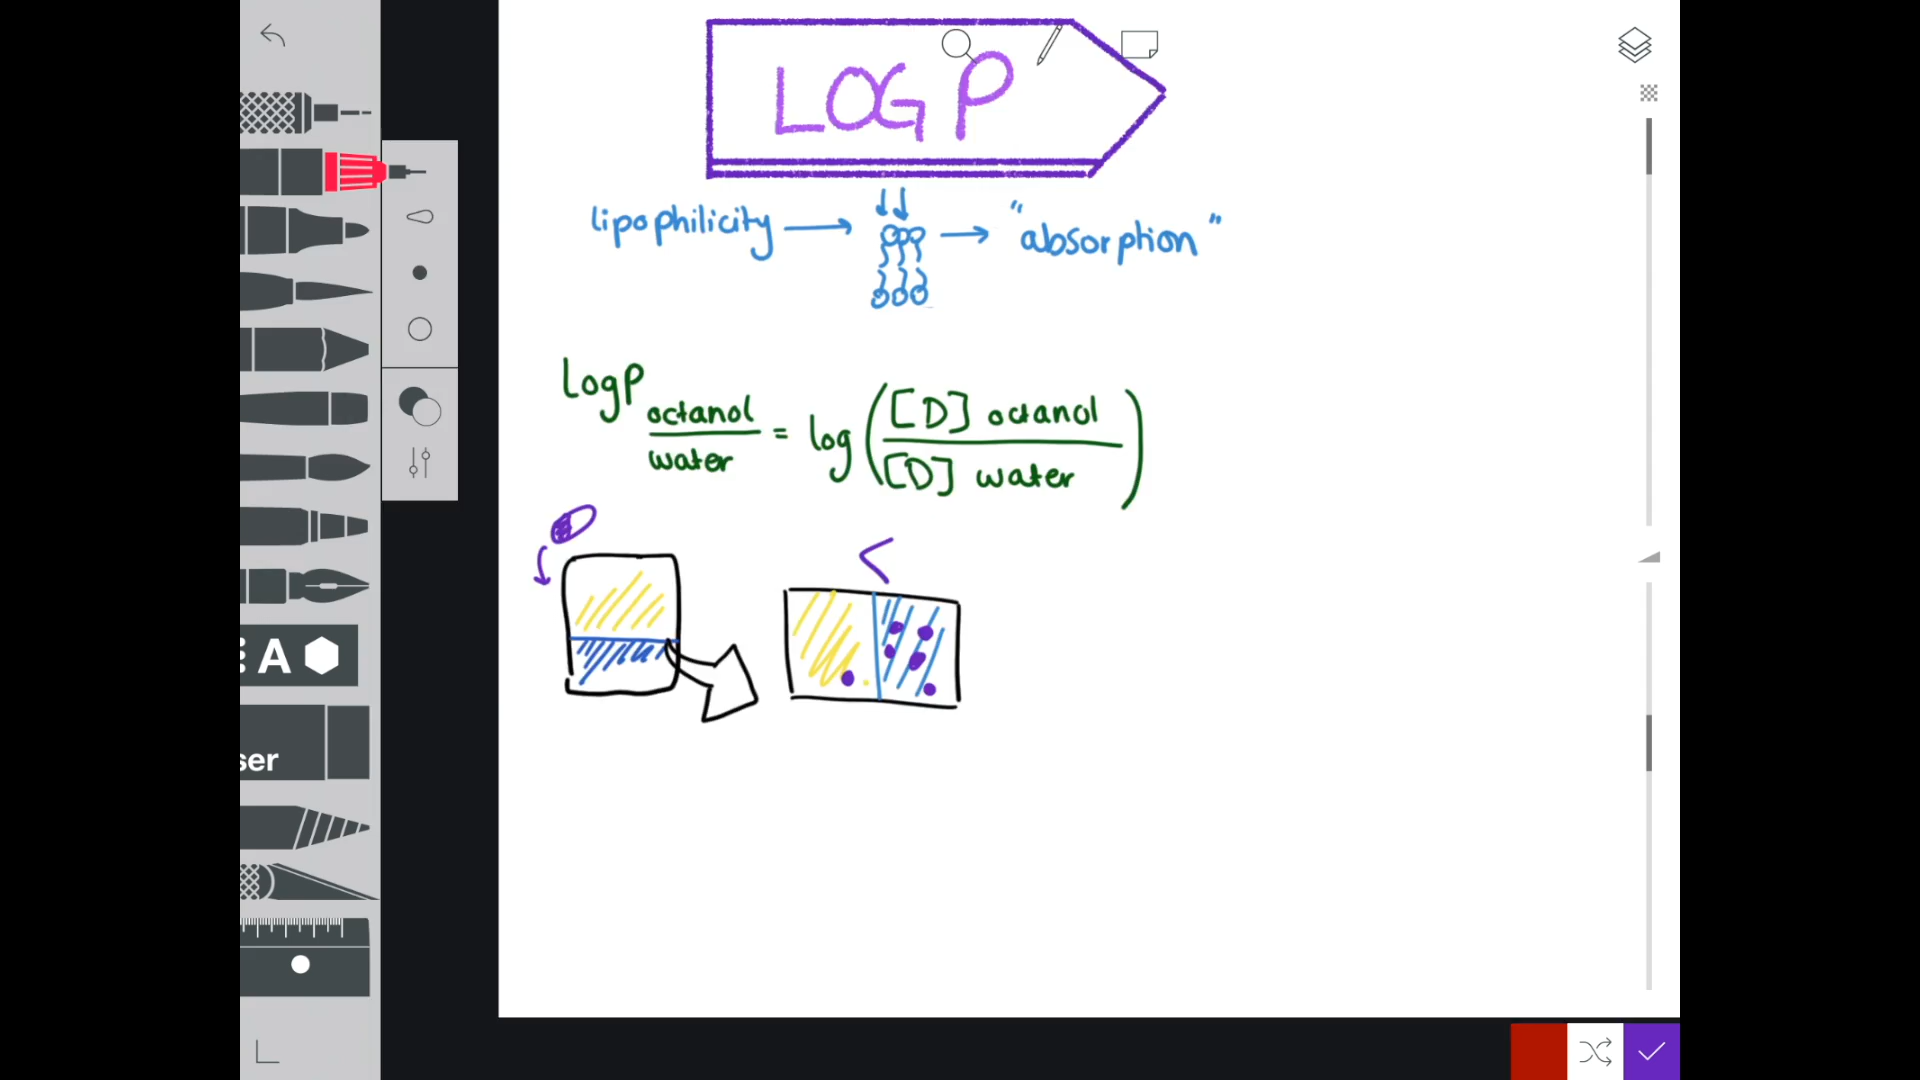 LOG P
lipophilicity → → "absorption"
LogP octanol/water = log([D] octanol/[D] water)
<
A
ser